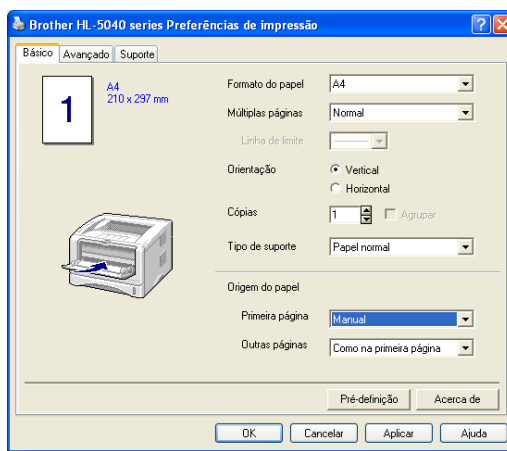 Brother HL-5040 series Preferências de impressão
Básico Avançado Suporte
1
A4
210 x 297 mm
Formato do papel A4
Múltiplas páginas Normal
Linha de limite
Orientação Vertical
Horizontal
Cópias 1 Agrupar
Tipo de suporte Papel normal
Origem do papel
Primeira página Manual
Outras páginas Como na primeira página
Pré-definição Acerca de
OK Cancelar Aplicar Ajuda